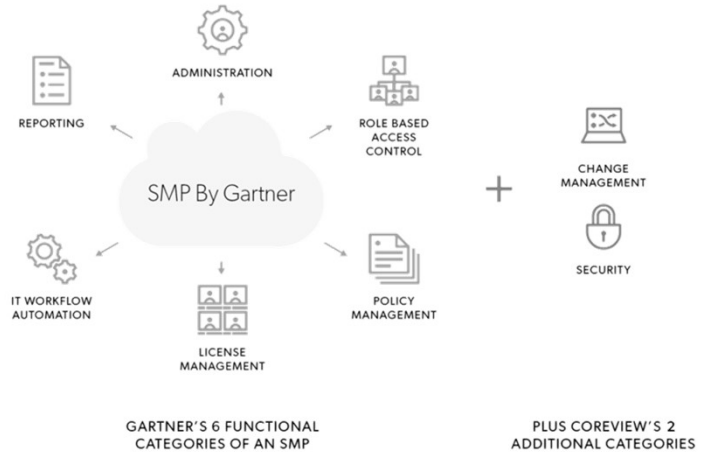 ADMINISTRATION
REPORTING
ROLE BASED
ACCESS
CONTROL
SMP By Gartner
IT WORKFLOW
AUTOMATION
LICENSE
MANAGEMENT
POLICY
MANAGEMENT
+
CHANGE
MANAGEMENT
SECURITY
GARTNER'S 6 FUNCTIONAL
CATEGORIES OF AN SMP
PLUS COREVIEW'S 2
ADDITIONAL CATEGORIES